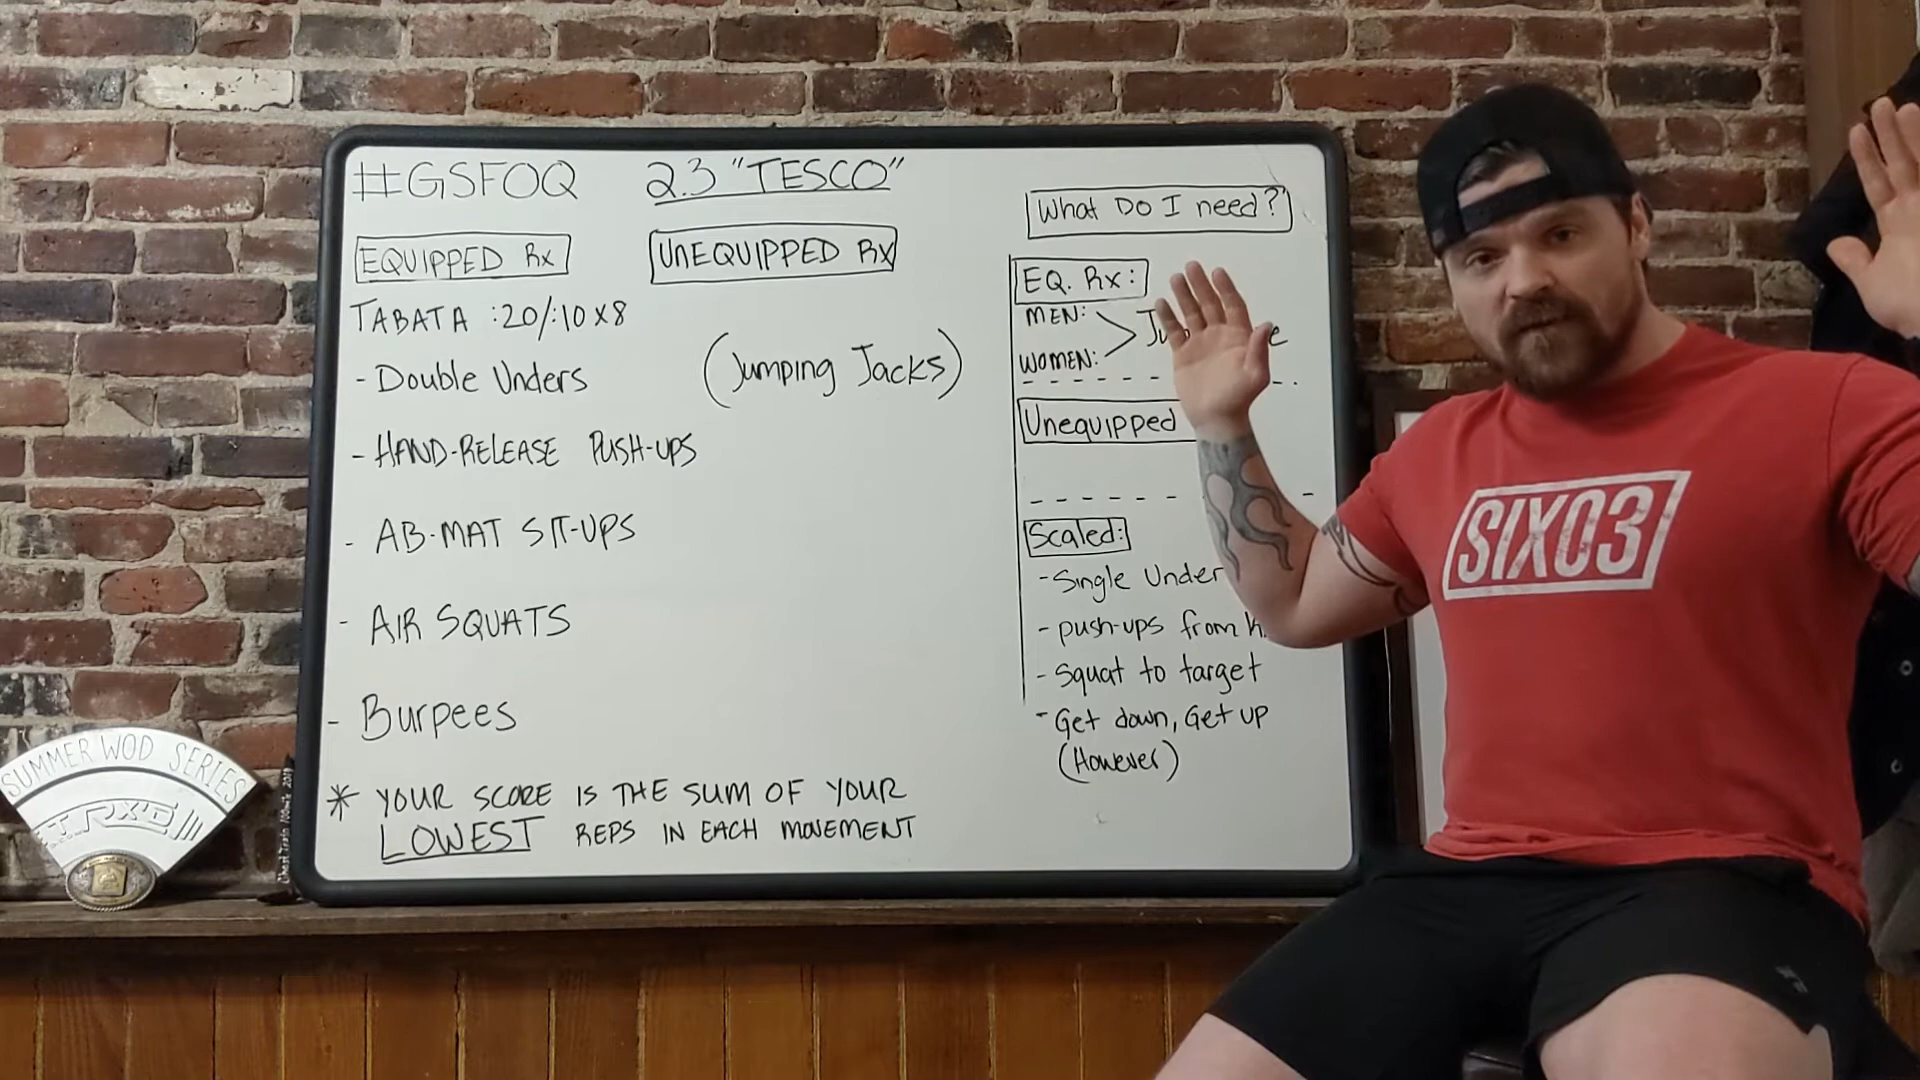 #GSFOQ 2.3 "TESCO"
EQUIPPED Rx
UNEQUIPPED RX
TABATA :20/:10 x 8
- Double Unders
(Jumping Jacks)
- HAND-RELEASE PUSH-UPS
- AB-MAT SIT-UPS
- AIR SQUATS
- Burpees
* YOUR SCORE IS THE SUM OF YOUR
LOWEST REPS IN EACH MOVEMENT
What Do I need?
EQ. Rx:
MEN:
WOMEN:
Unequipped
Scaled:
- Single Under
- push-ups from
- squat to target
- Get down, Get up
(However)
SIX03
SUMMER WOD SERIES